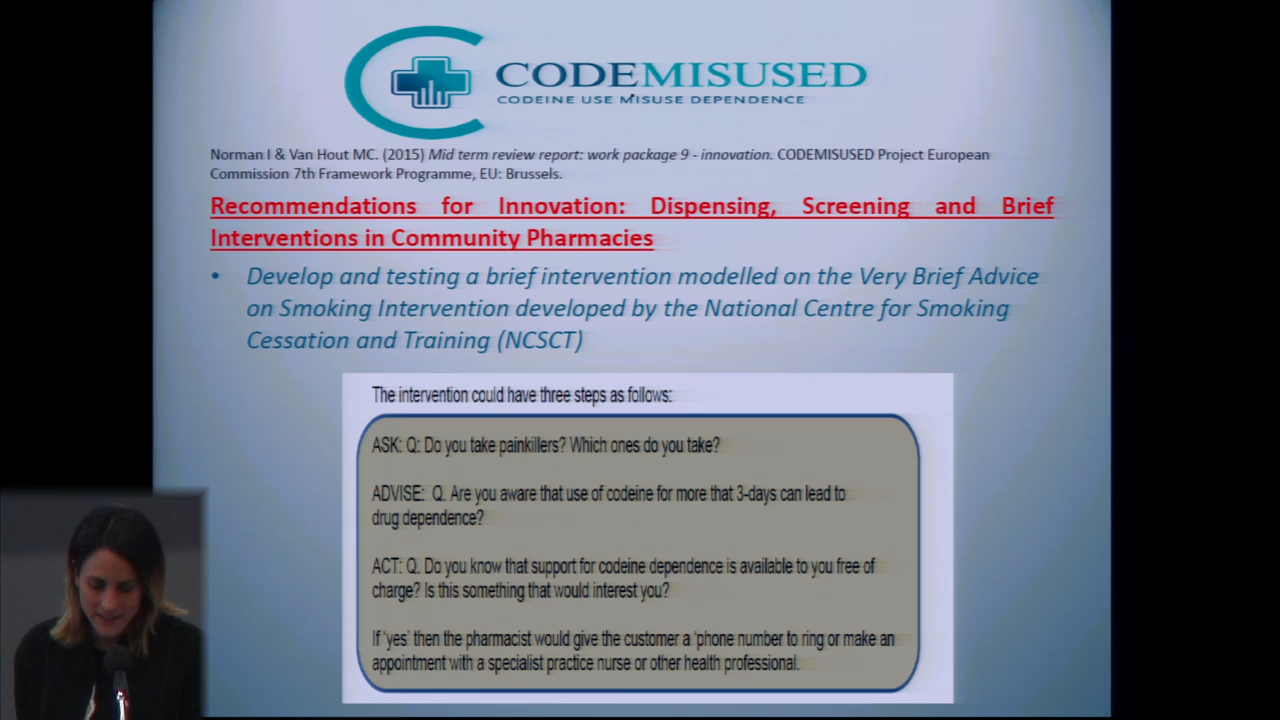 CODEMISUSED
CODEINE USE MISUSE DEPENDENCE
Norman I & Van Hout MC. (2015) Mid term review report: work package 9 - innovation. CODEMISUSED Project European
Commission 7th Framework Programme, EU: Brussels.
Recommendations for Innovation: Dispensing, Screening and Brief
Interventions in Community Pharmacies
• Develop and testing a brief intervention modelled on the Very Brief Advice
on Smoking Intervention developed by the National Centre for Smoking
Cessation and Training (NCSCT)
The intervention could have three steps as follows:
ASK: Q: Do you take painkillers? Which ones do you take?
ADVISE: Q. Are you aware that use of codeine for more that 3-days can lead to
drug dependence?
ACT: Q. Do you know that support for codeine dependence is available to you free of
charge? Is this something that would interest you?
If 'yes' then the pharmacist would give the customer a 'phone number to ring or make an
appointment with a specialist practice nurse or other health professional.